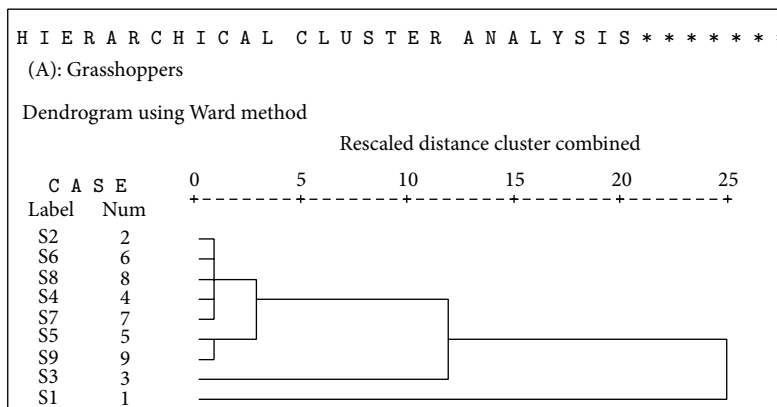 H I E R A R C H I C A L C L U S T E R A N A L Y S I S * * * * * * *
(A): Grasshoppers
Dendrogram using Ward method
Rescaled distance cluster combined
C A S E 0 5 10 15 20 25
Label Num
S2 2
S6 6
S8 8
S4 4
S7 7
S5 5
S9 9
S3 3
S1 1